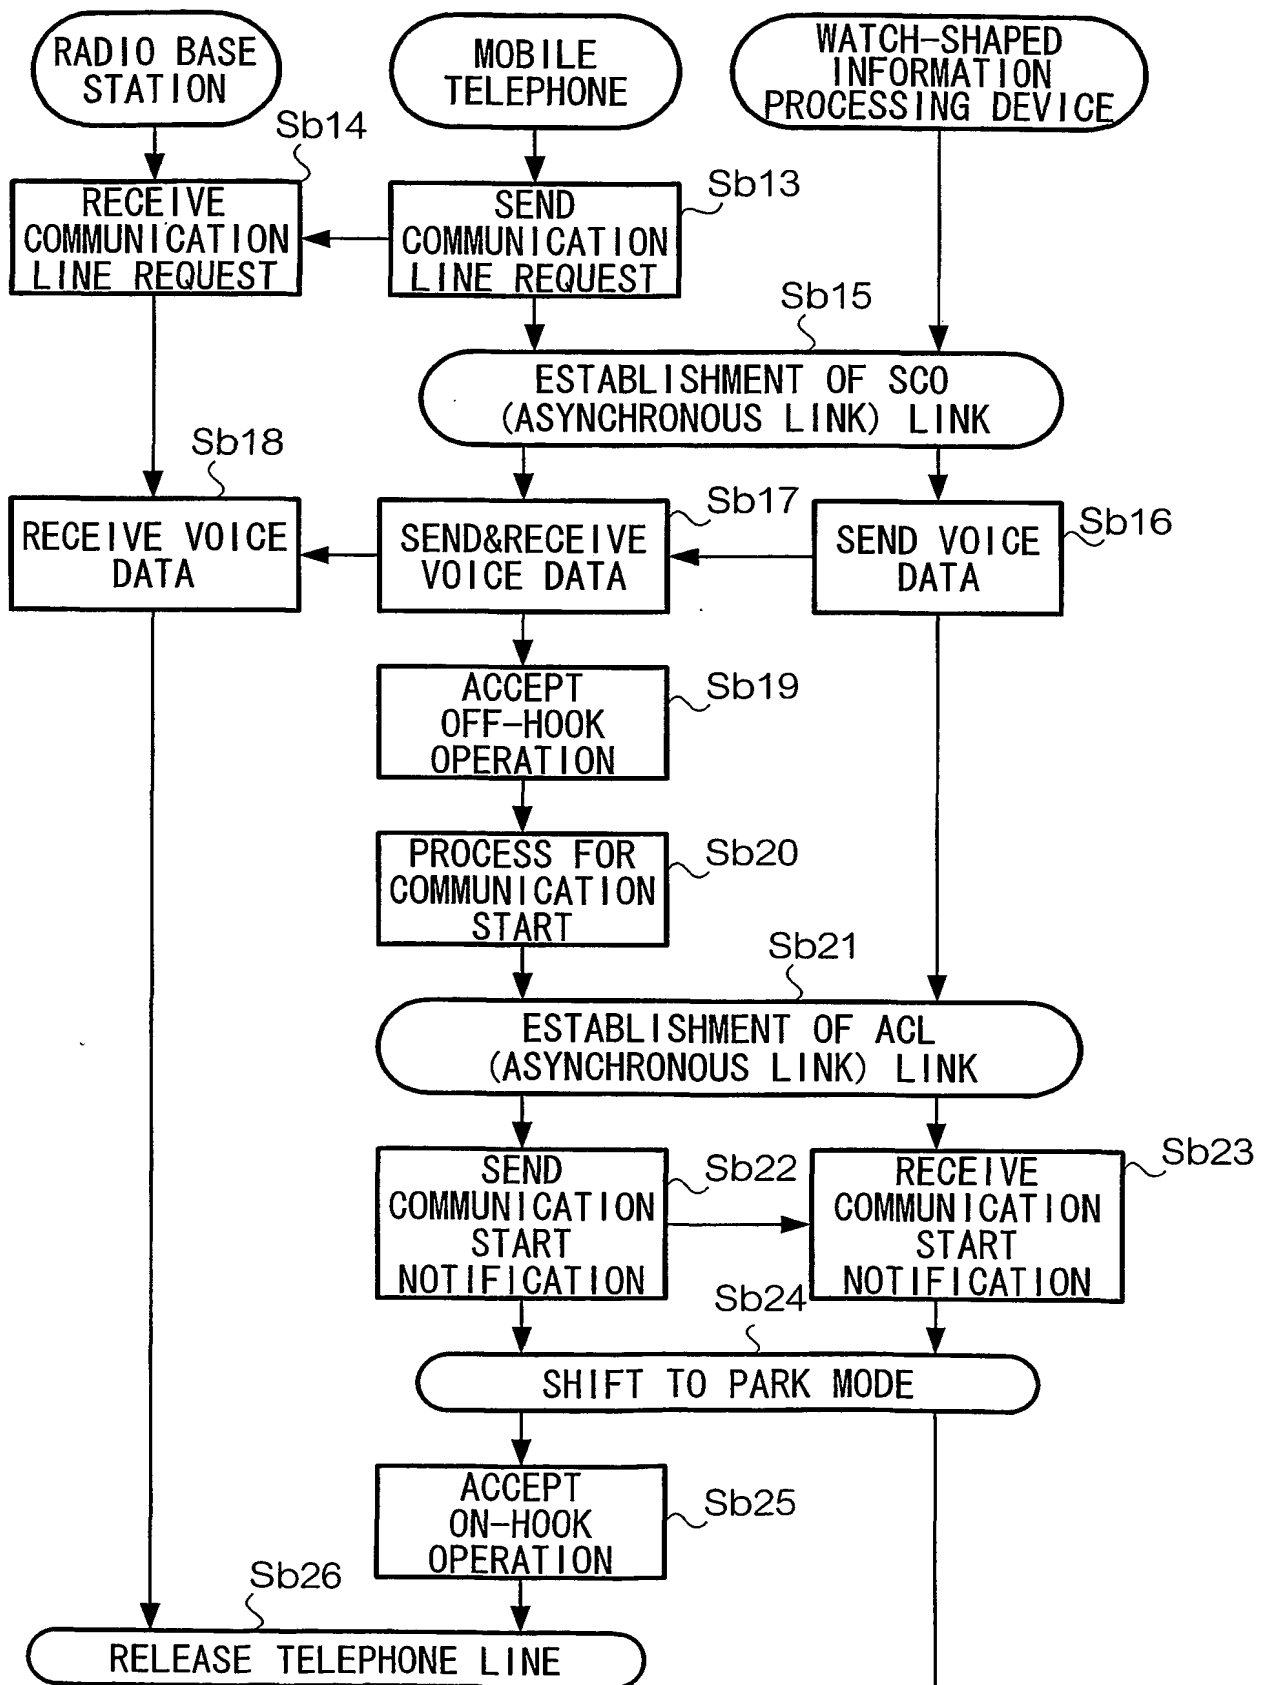 RADIO BASE
STATION
MOBILE
TELEPHONE
WATCH-SHAPED
INFORMATION
PROCESSING DEVICE
Sb14
RECEIVE
COMMUNICATION
LINE REQUEST
Sb13
SEND
COMMUNICATION
LINE REQUEST
Sb15
ESTABLISHMENT OF SCO
(ASYNCHRONOUS LINK) LINK
Sb18
RECEIVE VOICE
DATA
Sb17
SEND&RECEIVE
VOICE DATA
Sb16
SEND VOICE
DATA
Sb19
ACCEPT
OFF-HOOK
OPERATION
Sb20
PROCESS FOR
COMMUNICATION
START
Sb21
ESTABLISHMENT OF ACL
(ASYNCHRONOUS LINK) LINK
Sb22
SEND
COMMUNICATION
START
NOTIFICATION
Sb23
RECEIVE
COMMUNICATION
START
NOTIFICATION
Sb24
SHIFT TO PARK MODE
Sb25
ACCEPT
ON-HOOK
OPERATION
Sb26
RELEASE TELEPHONE LINE